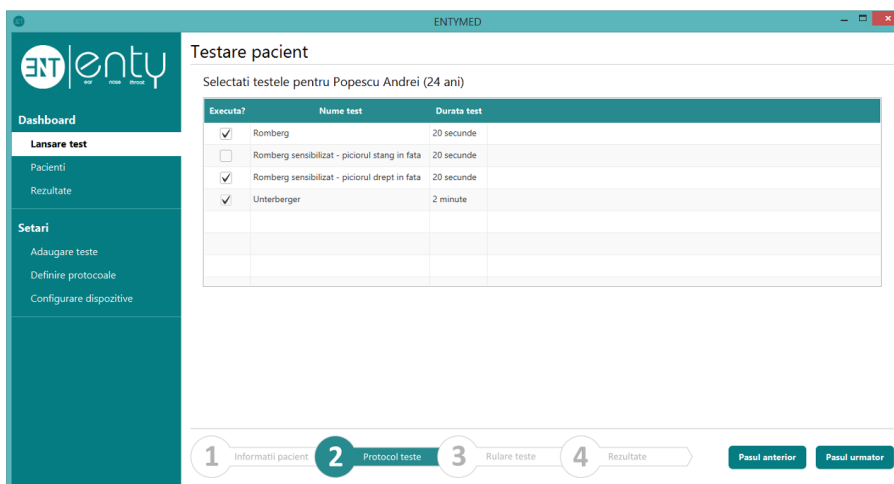 ENT
ENTYMED
ENT enty
ear nose throat
Dashboard
Lansare test
Pacienti
Rezultate
Setari
Adaugare teste
Definire protocoale
Configurare dispozitive
Testare pacient
Selectati testele pentru Popescu Andrei (24 ani)
Executa? Nume test Durata test
Romberg 20 secunde
Romberg sensibilizat - piciorul stang in fata 20 secunde
Romberg sensibilizat - piciorul drept in fata 20 secunde
Unterberger 2 minute
1 Informatii pacient 2 Protocol teste 3 Rulare teste 4 Rezultate Pasul anterior Pasul urmator